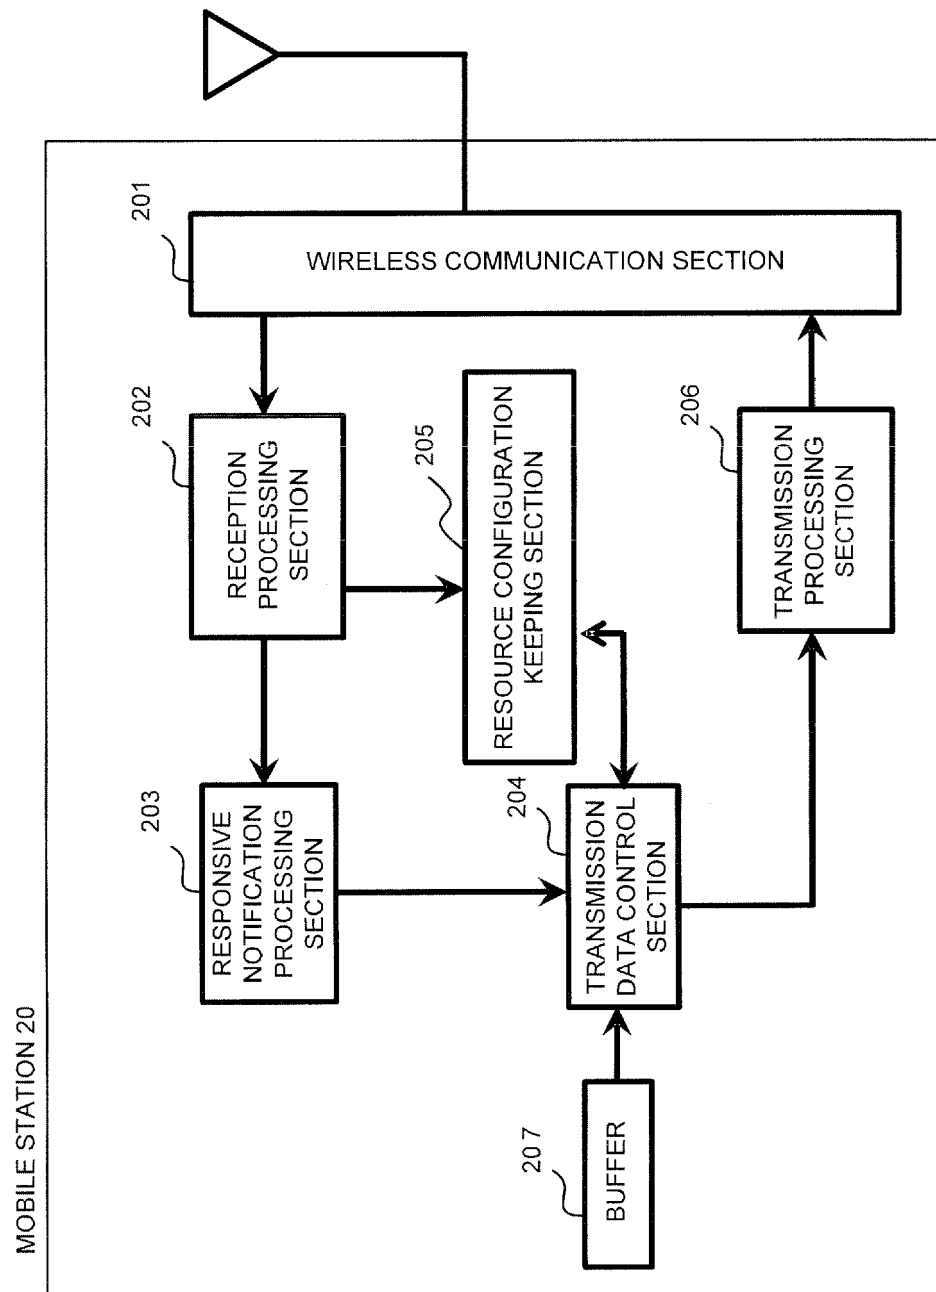 MOBILE STATION 20
201
WIRELESS COMMUNICATION SECTION
202
RECEPTION
PROCESSING
SECTION
203
RESPONSIVE
NOTIFICATION
PROCESSING
SECTION
205
RESOURCE CONFIGURATION
KEEPING SECTION
204
TRANSMISSION
DATA CONTROL
SECTION
206
TRANSMISSION
PROCESSING
SECTION
207
BUFFER